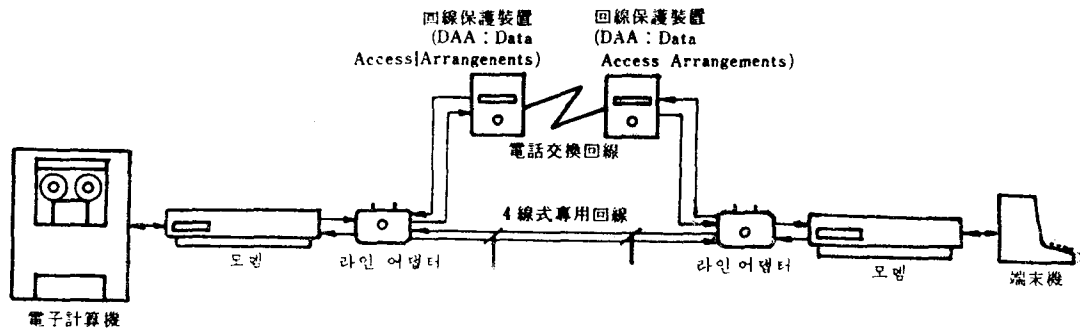 回線保護裝置
(DAA : Data
Access Arrangenents)
回線保護裝置
(DAA : Data
Access Arrangements)
電話交換回線
4線式專用回線
모뎀
라인 어댑터
라인 어댑터
모뎀
端末機
電子計算機